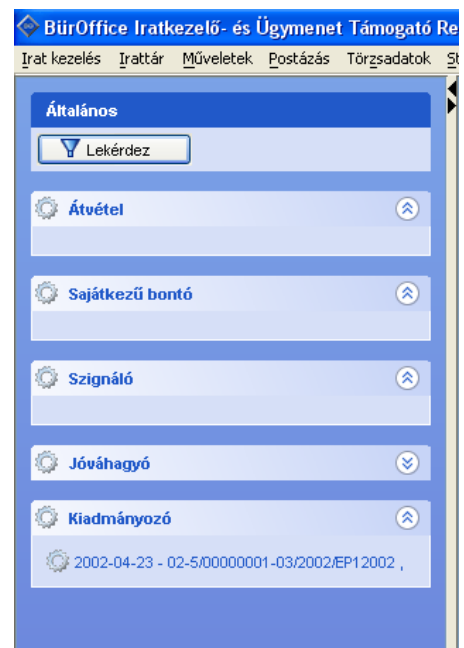 BürOffice Iratkezelő- és Ügymenet Támogató Re
Irat kezelés Irattár Műveletek Postázás Törzsadatok St
Általános
Lekérdez
Átvétel
Sajátkezű bontó
Szignáló
Jóváhagyó
Kiadmányozó
2002-04-23 - 02-5/00000001-03/2002/EP12002 ,